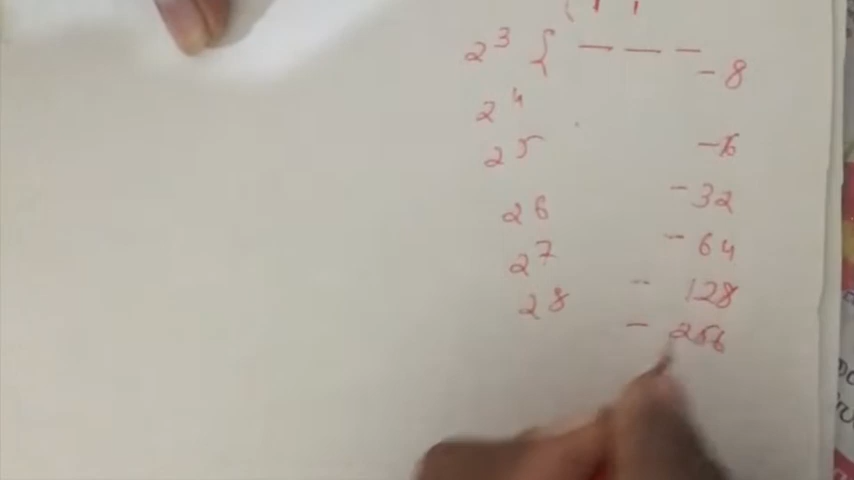 2³ { — — —
- 8
2⁴
2⁵ - 16
2⁶ - 32
2⁷ - 64
2⁸ - 128
- 256